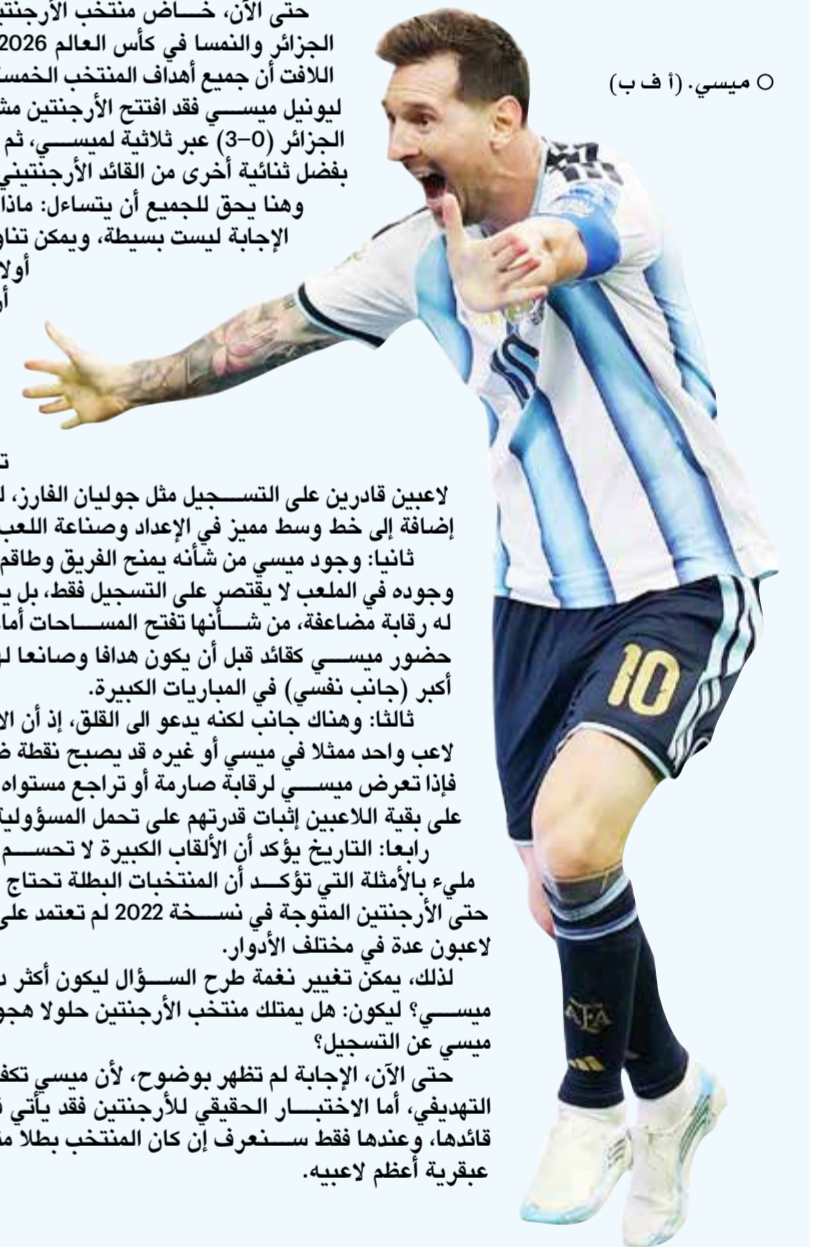 ○ ميسي. (أ ف ب)
حتى الآن، خــاض منتخب الأرجنتين
الجزائر والنمسا في كأس العالم 2026
اللافت أن جميع أهداف المنتخب الخمسة
ليونيل ميســـي فقد افتتح الأرجنتين
الجزائر (0–3) عبر ثلاثية لميســـي، ثم
بفضل ثنائية أخرى من القائد الأرجنتيني
وهنا يحق للجميع أن يتساءل: ماذا
الإجابة ليست بسيطة، ويمكن
لاعبين قادرين على التســـجيل مثل جوليان الفارز،
إضافة إلى خط وسط مميز في الإعداد وصناعة اللعب
ثانيا: وجود ميسي من شأنه يمنح الفريق وطاقم
وجوده في الملعب لا يقتصر على التسجيل فقط، بل
له رقابة مضاعفة، من شـــأنها تفتح المســـاحات
حضور ميســـي كقائد قبل أن يكون هدافا وصانعا
أكبر (جانب نفسي) في المباريات الكبيرة.
ثالثا: وهناك جانب لكنه يدعو الى القلق، إذ أن
لاعب واحد ممثلا في ميسي أو غيره قد يصبح نقطة
فإذا تعرض ميســـي لرقابة صارمة أو تراجع مستواه
على بقية اللاعبين إثبات قدرتهم على تحمل المسؤولية
رابعا: التاريخ يؤكد أن الألقاب الكبيرة لا تحســـم
مليء بالأمثلة التي تؤكـــد أن المنتخبات البطلة تحتاج
حتى الأرجنتين المتوجة في نســـخة 2022 لم تعتمد على
لاعبون عدة في مختلف الأدوار.
لذلك، يمكن تغيير نغمة طرح الســـؤال ليكون أكثر
ميســـي؟ ليكون: هل يمتلك منتخب الأرجنتين حلولا
ميسي عن التسجيل؟
حتى الآن، الإجابة لم تظهر بوضوح، لأن ميسي
التهديفي، أما الاختبـــار الحقيقي للأرجنتين فقد يأتي
قائدها، وعندها فقط ســـنعرف إن كان المنتخب بطلا
عبقرية أعظم لاعبيه.
10
10
AFA